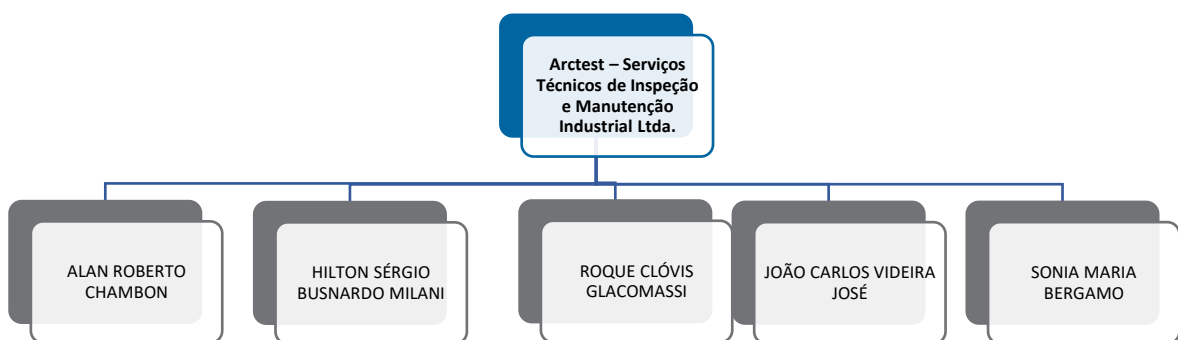 Arctest – Serviços
Técnicos de Inspeção
e Manutenção
Industrial Ltda.
ALAN ROBERTO
CHAMBON
HILTON SÉRGIO
BUSNARDO MILANI
ROQUE CLÓVIS
GLACOMASSI
JOÃO CARLOS VIDEIRA
JOSÉ
SONIA MARIA
BERGAMO